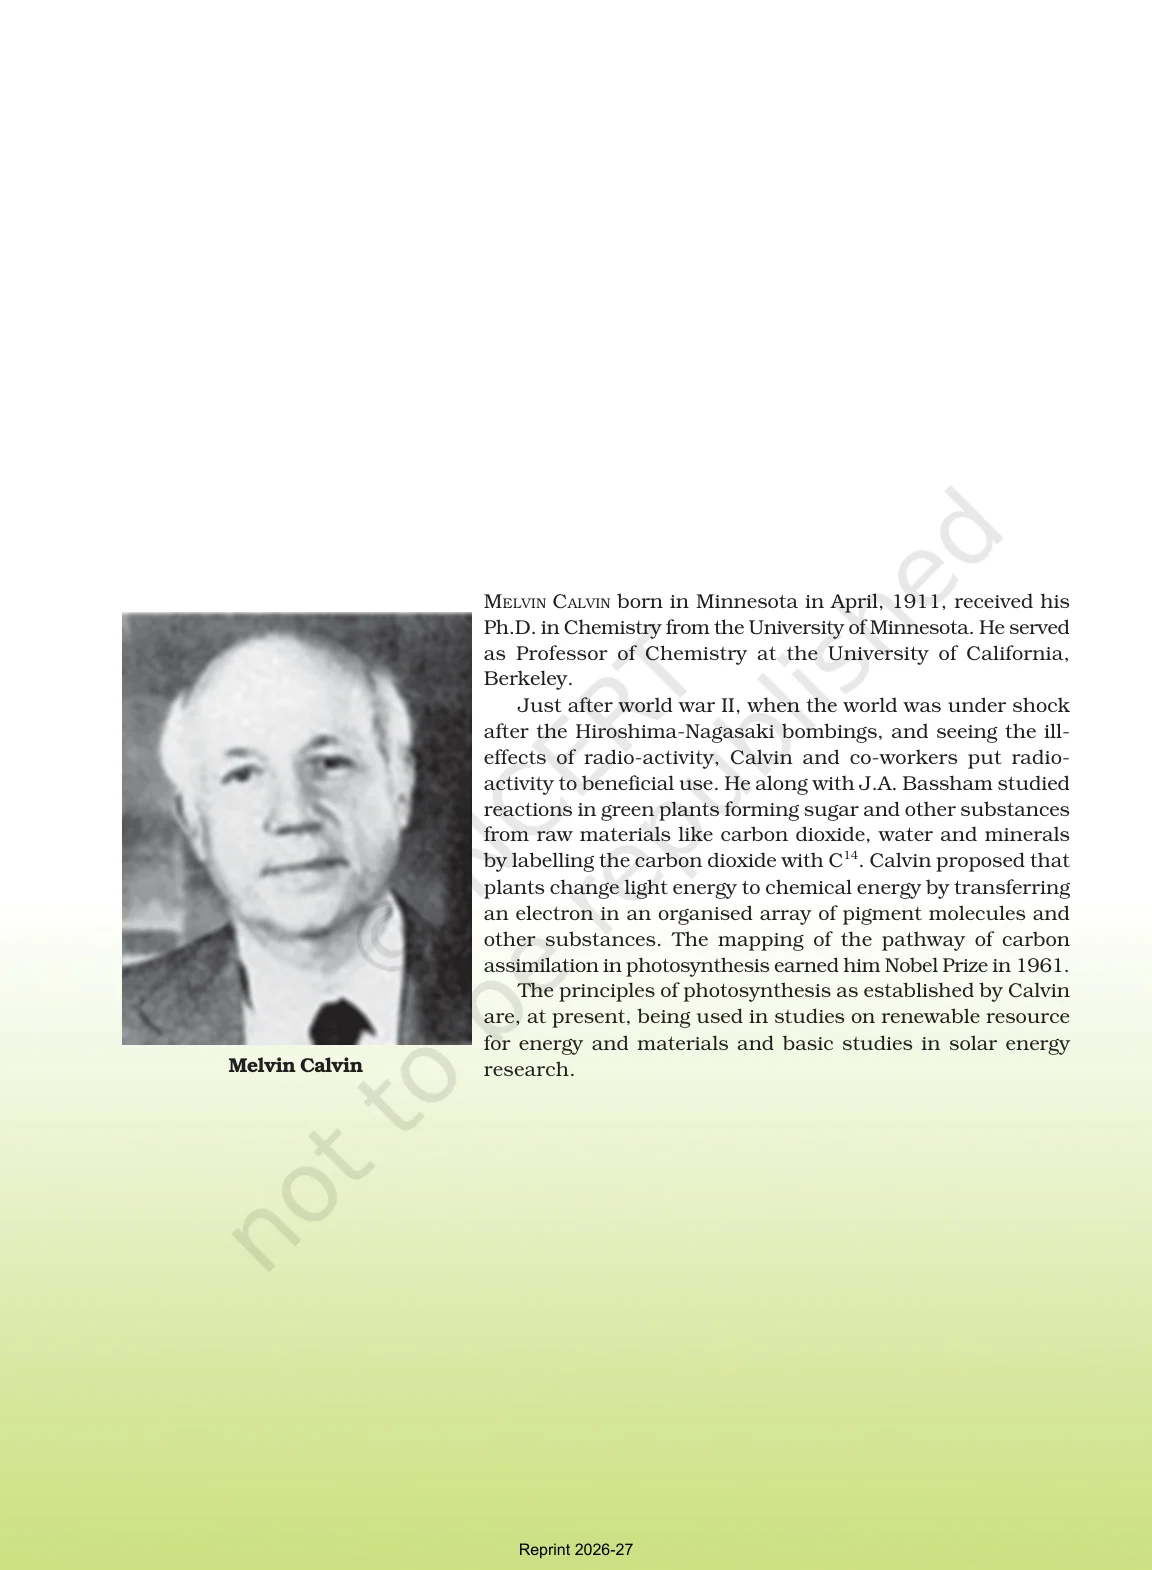 MELVIN CALVIN born in Minnesota in April, 1911, received his
Ph.D. in Chemistry from the University of Minnesota. He served
as Professor of Chemistry at the University of California,
Berkeley.
Just after world war II, when the world was under shock
after the Hiroshima-Nagasaki bombings, and seeing the ill-
effects of radio-activity, Calvin and co-workers put radio-
activity to beneficial use. He along with J.A. Bassham studied
reactions in green plants forming sugar and other substances
from raw materials like carbon dioxide, water and minerals
by labelling the carbon dioxide with C¹⁴. Calvin proposed that
plants change light energy to chemical energy by transferring
an electron in an organised array of pigment molecules and
other substances. The mapping of the pathway of carbon
assimilation in photosynthesis earned him Nobel Prize in 1961.
The principles of photosynthesis as established by Calvin
are, at present, being used in studies on renewable resource
for energy and materials and basic studies in solar energy
research.
Melvin Calvin
© NCERT
not to be republished
Reprint 2026-27